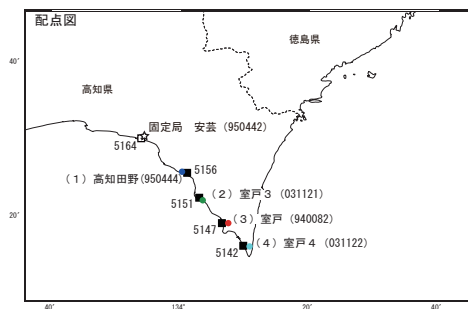 配点図
徳島県
40′
高知県
固定局 安芸（950442）
5164
5156
（１）高知田野(950444)
（２）室戸３（031121）
5151
20′
（３）室戸（940082）
5147
（４）室戸４（031122）
5142
40′
134°
20′
40′